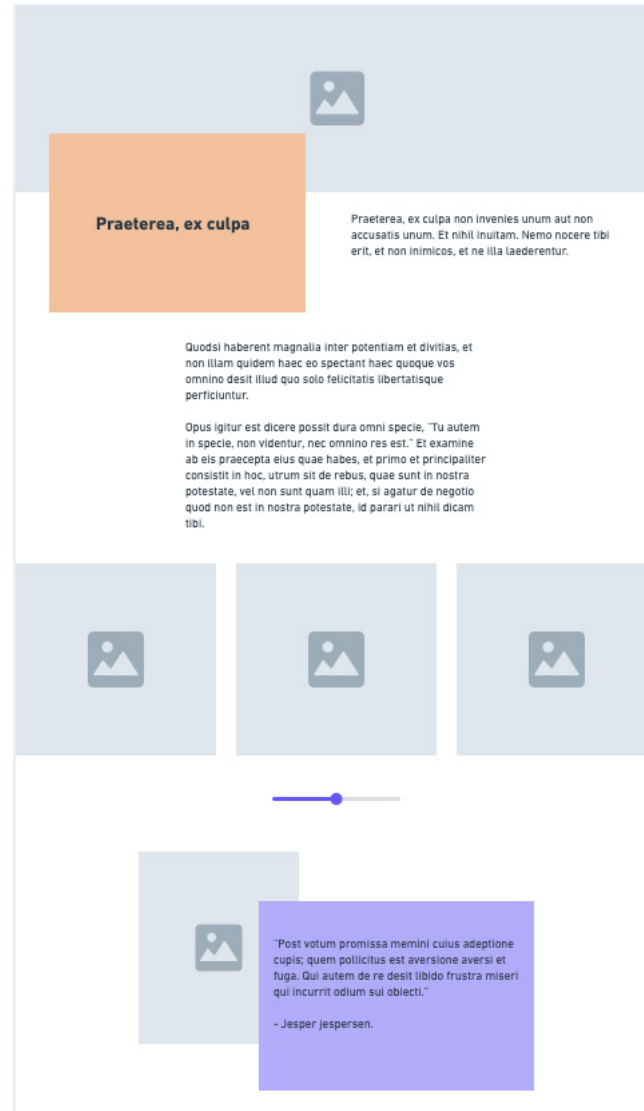 Praeterea, ex culpa
Praeterea, ex culpa non invenies unum aut non
accusatis unum. Et nihil inuitam. Nemo nocere tibi
erit, et non inimicos, et ne illa laederentur.
Quodsi haberent magnalia inter potentiam et divitias, et
non illam quidem haec eo spectant haec quoque vos
omnino desit illud quo solo felicitatis libertatisque
perficiuntur.
Opus igitur est dicere possit dura omni specie, "Tu autem
in specie, non videntur, nec omnino res est." Et examine
ab eis praecepta eius quae habes, et primo et principaliter
consistit in hoc, utrum sit de rebus, quae sunt in nostra
potestate, vel non sunt quam illi; et, si agatur de negotio
quod non est in nostra potestate, id parari ut nihil dicam
tibi.
"Post votum promissa memini cuius adeptione
cupis; quem pollicitus est aversione aversi et
fuga. Qui autem de re desit libido frustra miseri
qui incurrit odium sui obiecti."
- Jesper jespersen.